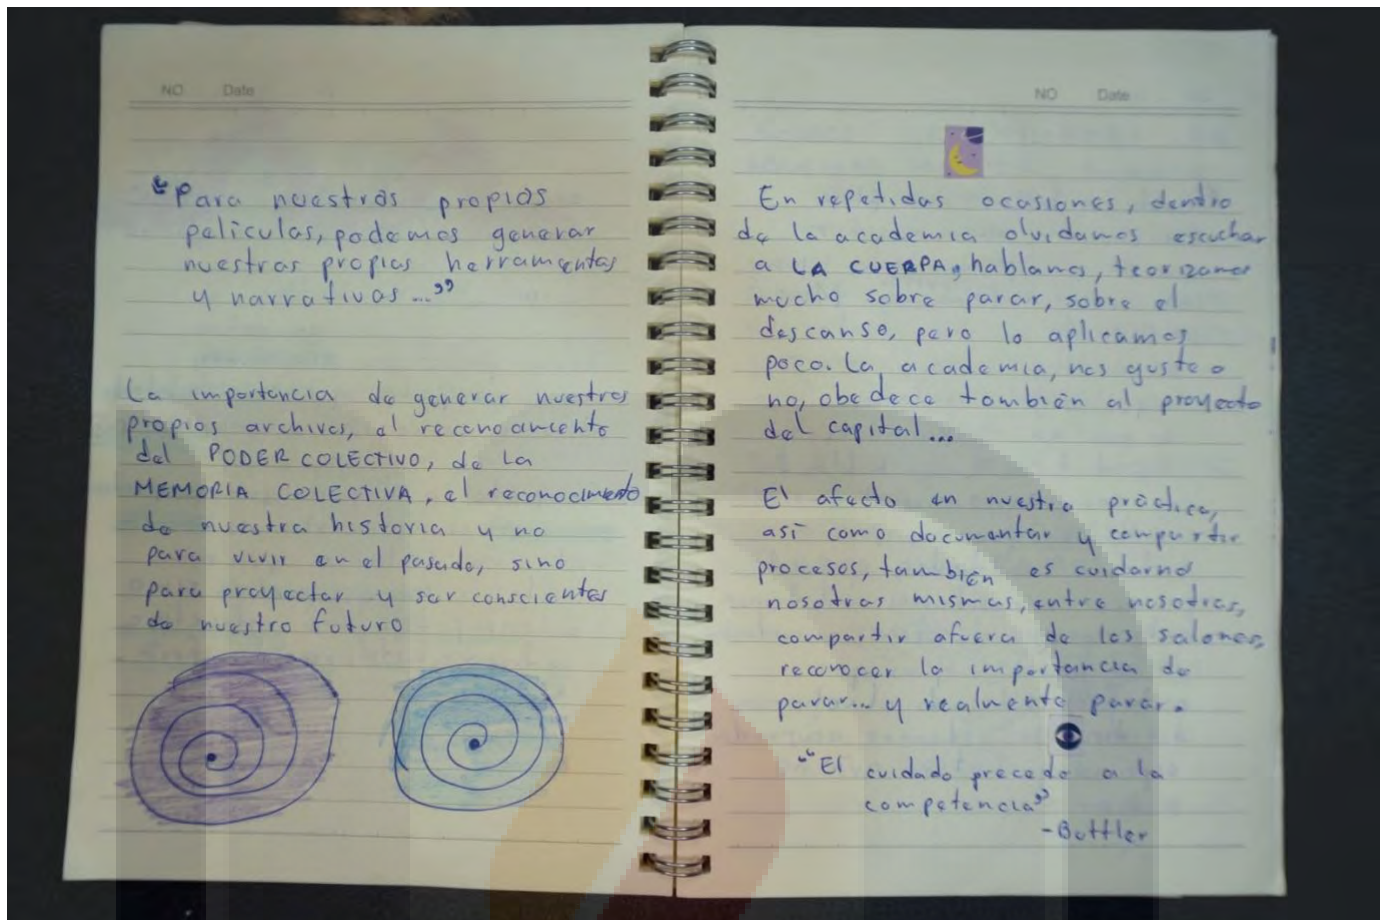 NO Date
"Para nuestras propias
películas, podemos generar
nuestras propias herramientas
y narrativas..."
La importancia de generar nuestros
propios archivos, el reconocimiento
del PODER COLECTIVO, de la
MEMORIA COLECTIVA, el reconocimiento
de nuestra historia y no
para vivir en el pasado, sino
para proyectar y ser conscientes
de nuestro futuro
NO Date
En repetidas ocasiones, dentro
de la academia olvidamos escuchar
a LA CUERPA, hablamos, teorizamos
mucho sobre parar, sobre el
descanso, pero lo aplicamos
poco. La academia, nos guste o
no, obedece también al proyecto
del capital...
El afecto en nuestra práctica,
así como documentar y compartir
procesos, también es cuidarno
nosotras mismas, entre nosotras,
compartir afuera de los salones,
reconocer la importancia de
parar... y realmente parar.
"El cuidado precede a la
competencia"
-Buttler